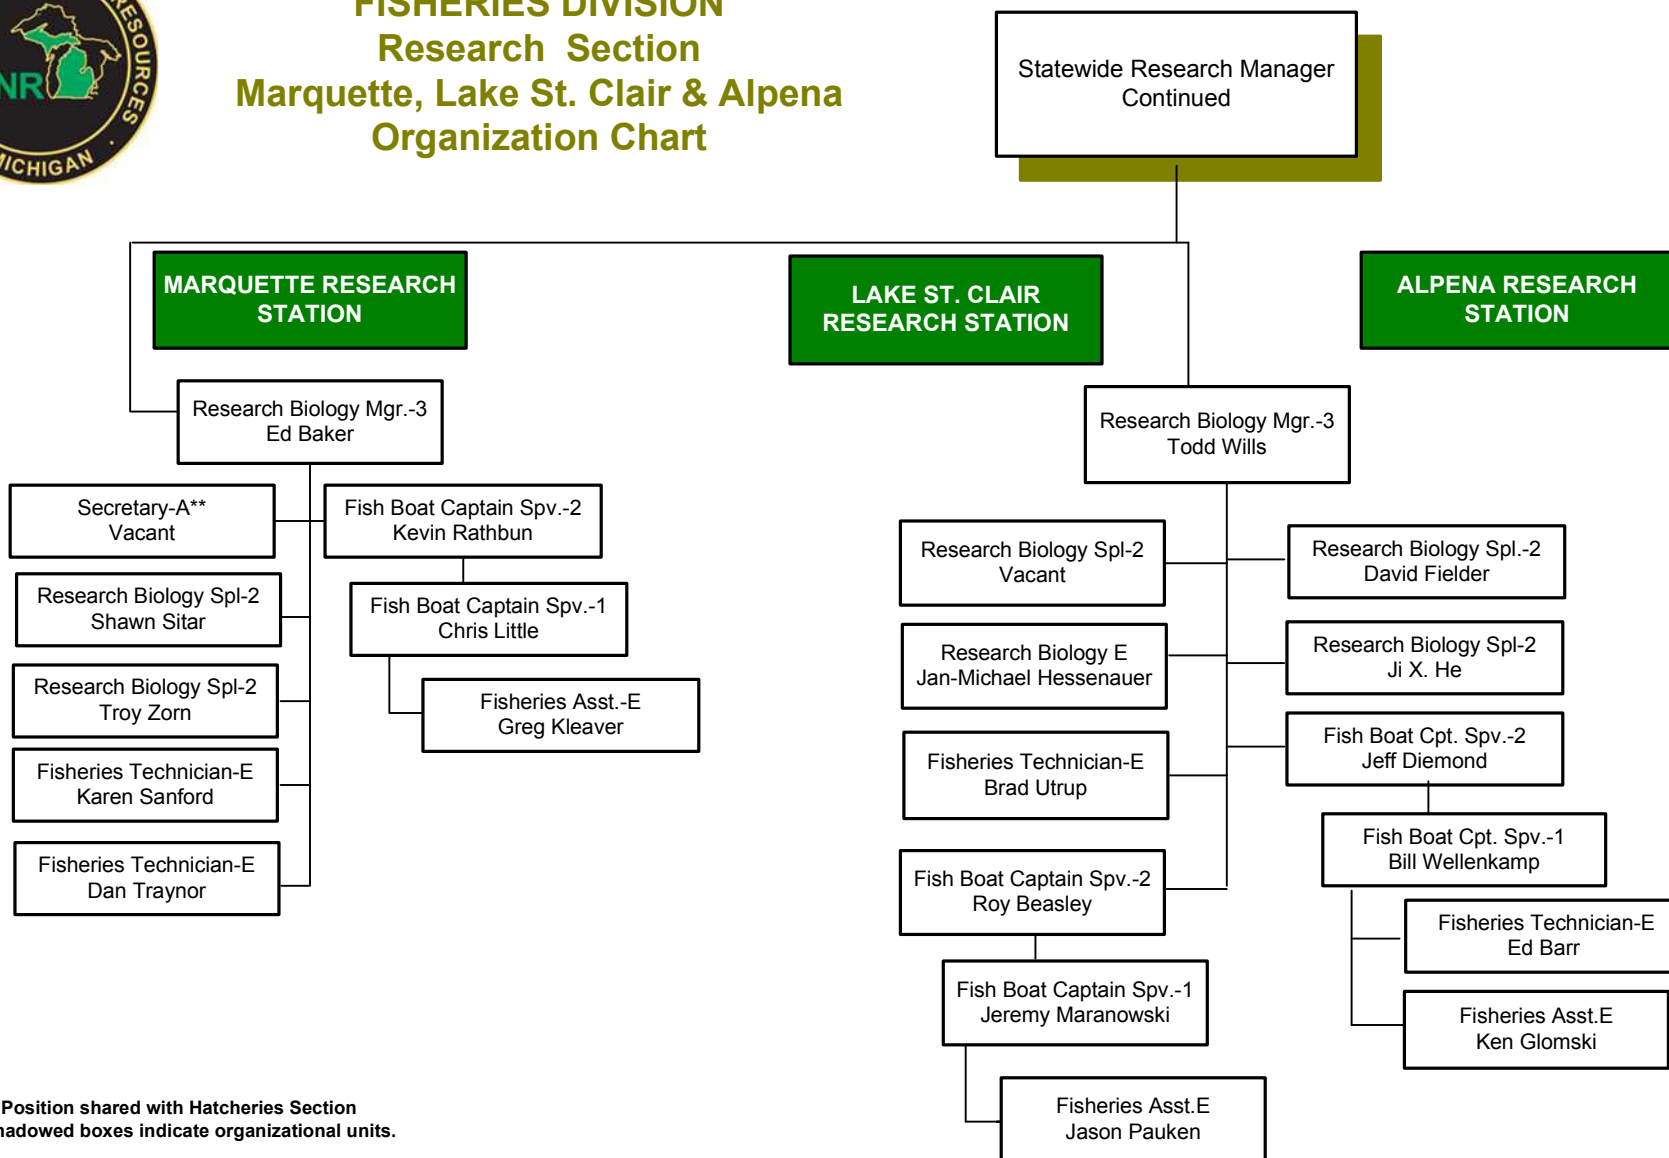 FISHERIES DIVISION
Research Section
Marquette, Lake St. Clair & Alpena
Organization Chart
RESOURCES
NR
MICHIGAN
Statewide Research Manager
Continued
MARQUETTE RESEARCH
STATION
LAKE ST. CLAIR
RESEARCH STATION
ALPENA RESEARCH
STATION
Research Biology Mgr.-3
Ed Baker
Secretary-A**
Vacant
Fish Boat Captain Spv.-2
Kevin Rathbun
Research Biology Spl-2
Shawn Sitar
Fish Boat Captain Spv.-1
Chris Little
Research Biology Spl-2
Troy Zorn
Fisheries Asst.-E
Greg Kleaver
Fisheries Technician-E
Karen Sanford
Fisheries Technician-E
Dan Traynor
Research Biology Mgr.-3
Todd Wills
Research Biology Spl-2
Vacant
Research Biology Spl.-2
David Fielder
Research Biology E
Jan-Michael Hessenauer
Research Biology Spl-2
Ji X. He
Fisheries Technician-E
Brad Utrup
Fish Boat Cpt. Spv.-2
Jeff Diemond
Fish Boat Captain Spv.-2
Roy Beasley
Fish Boat Cpt. Spv.-1
Bill Wellenkamp
Fisheries Technician-E
Ed Barr
Fish Boat Captain Spv.-1
Jeremy Maranowski
Fisheries Asst.E
Ken Glomski
Fisheries Asst.E
Jason Pauken
Position shared with Hatcheries Section
hadowed boxes indicate organizational units.